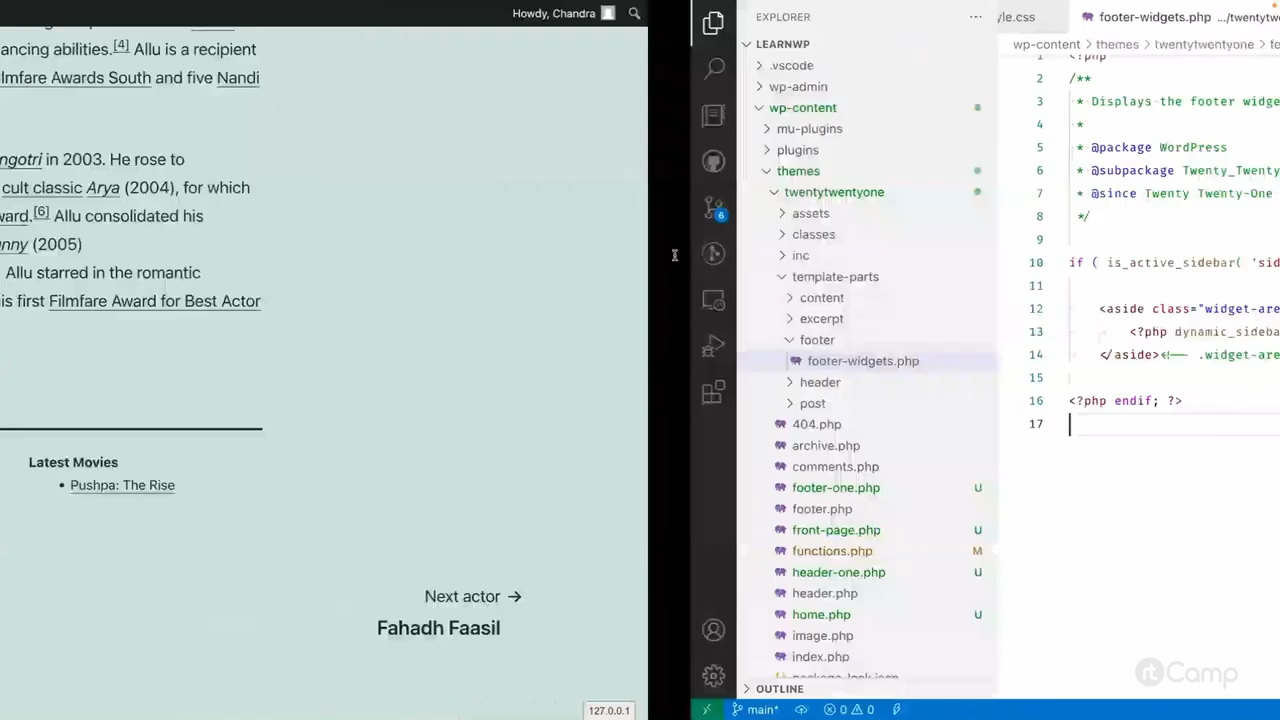 Howdy, Chandra
ancing abilities.[4] Allu is a recipient
lmfare Awards South and five Nandi
ngotri in 2003. He rose to
cult classic Arya (2004), for which
ward.[6] Allu consolidated his
nny (2005)
Allu starred in the romantic
is first Filmfare Award for Best Actor
Latest Movies
• Pushpa: The Rise
Next actor →
Fahadh Faasil
127.0.0.1
6
EXPLORER
LEARNWP
.vscode
wp-admin
wp-content
mu-plugins
plugins
themes
twentytwentyone
assets
classes
inc
template-parts
content
excerpt
footer
footer-widgets.php
header
post
404.php
archive.php
comments.php
footer-one.php U
footer.php
front-page.php U
functions.php M
header-one.php U
header.php
home.php U
image.php
index.php
package-lock.json
OUTLINE
main*
0 0
yle.css
footer-widgets.php .../twentytw
wp-content > themes > twentytwentyone > fo
1 <?php
2 /**
3 * Displays the footer widge
4 *
5 * @package WordPress
6 * @subpackage Twenty_Twenty
7 * @since Twenty Twenty-One
8 */
9
10 if ( is_active_sidebar( 'sid
11
12 <aside class="widget-are
13 <?php dynamic_sideba
14 </aside><!-- .widget-are
15
16 <?php endif; ?>
17
rtCamp